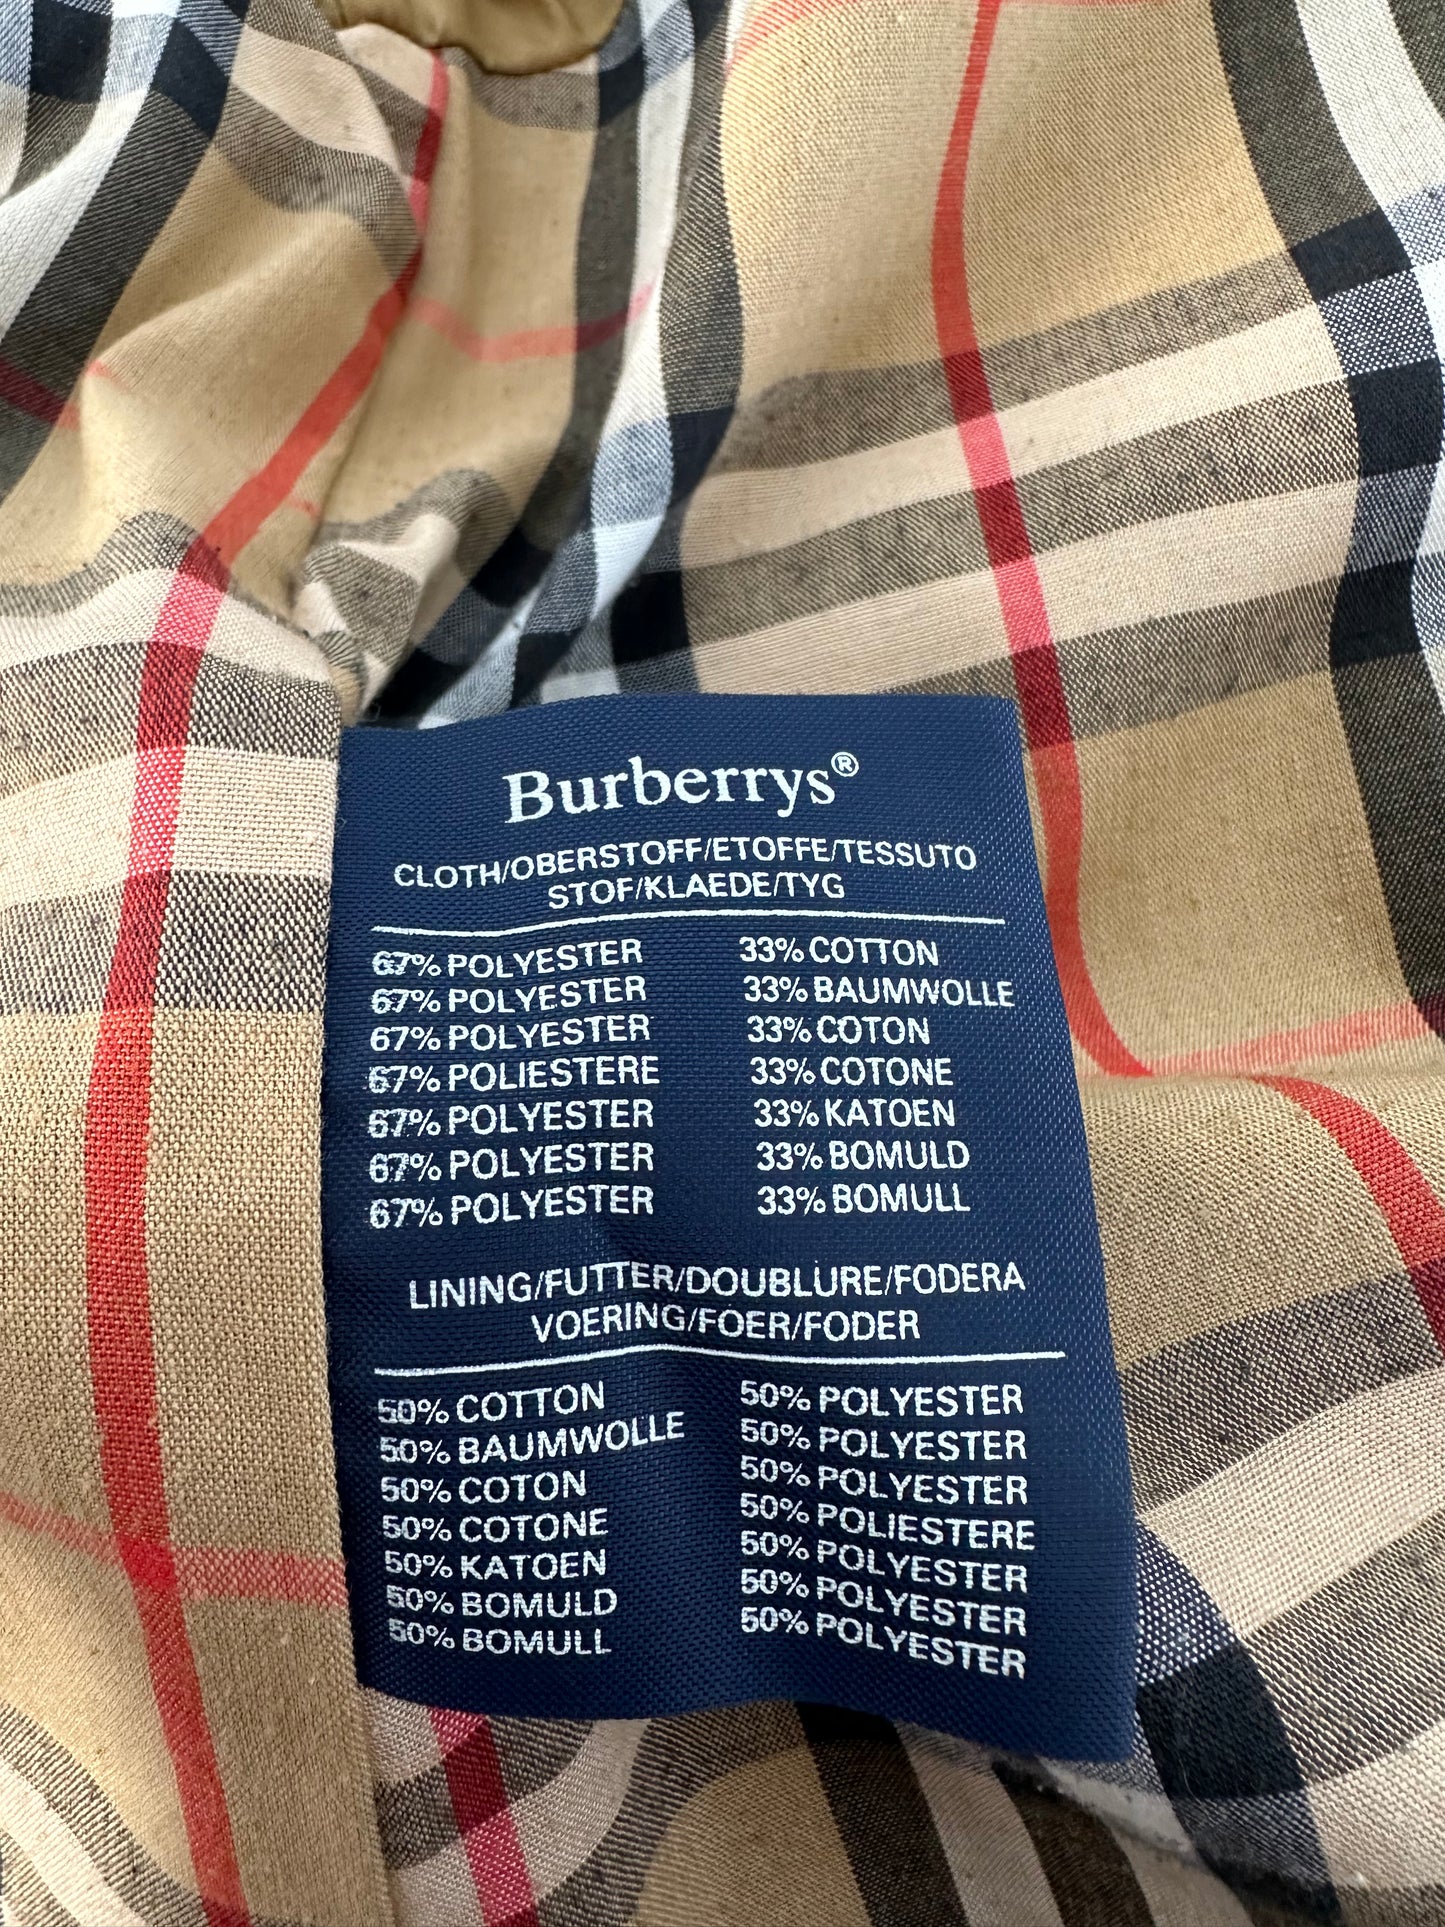 Burberrys®
CLOTH/OBERSTOFF/ETOFFE/TESSUTO
STOF/KLAEDE/TYG
67% POLYESTER 33% COTTON
67% POLYESTER 33% BAUMWOLLE
67% POLYESTER 33% COTON
67% POLIESTERE 33% COTONE
67% POLYESTER 33% KATOEN
67% POLYESTER 33% BOMULD
67% POLYESTER 33% BOMULL
LINING/FUTTER/DOUBLURE/FODERA
VOERING/FOER/FODER
50% COTTON 50% POLYESTER
50% BAUMWOLLE 50% POLYESTER
50% COTON 50% POLYESTER
50% COTONE 50% POLIESTERE
50% KATOEN 50% POLYESTER
50% BOMULD 50% POLYESTER
50% BOMULL 50% POLYESTER